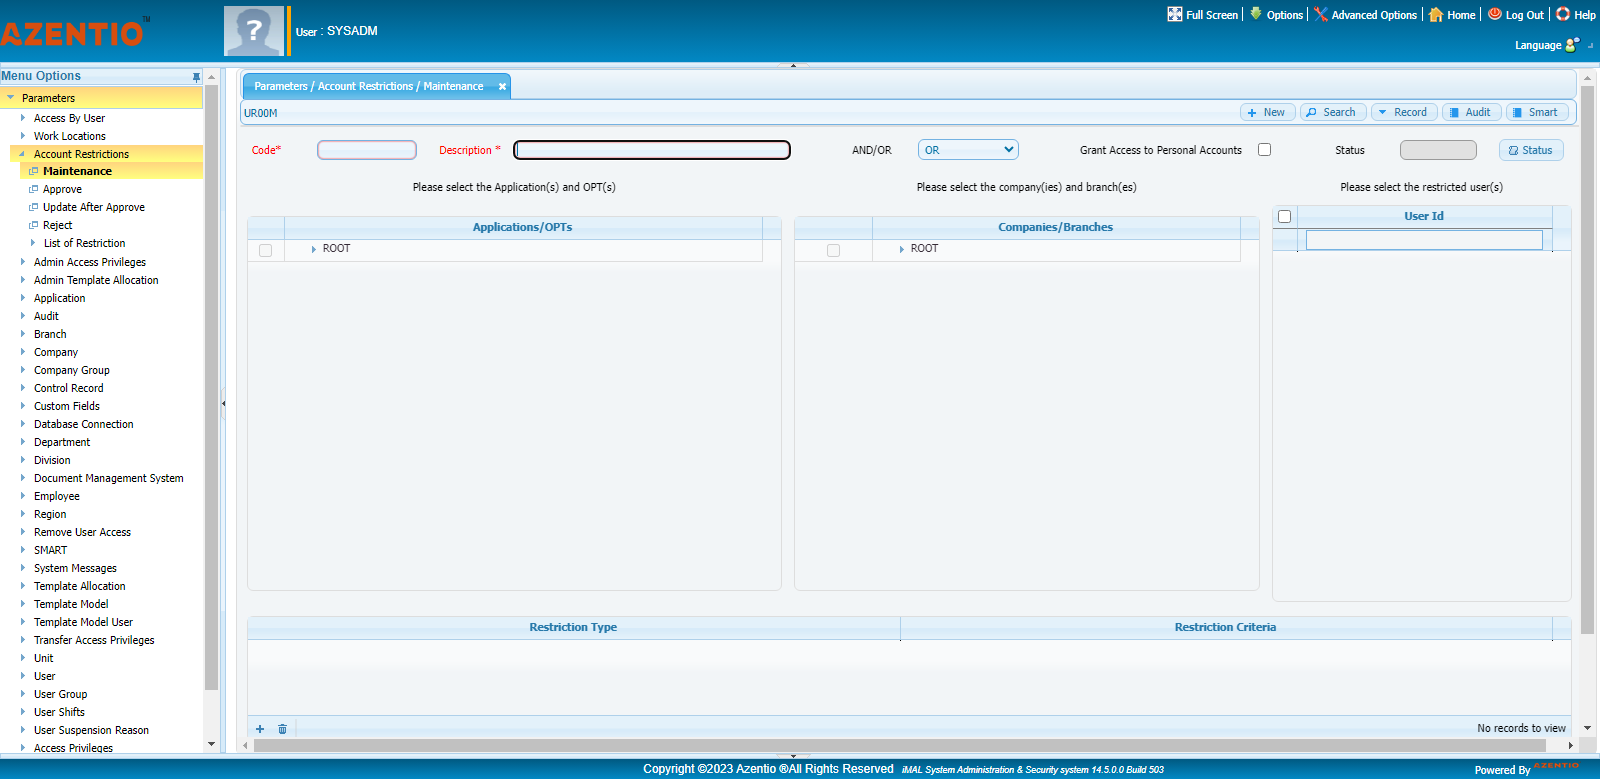 AZENTIO™
User : SYSADM
Full Screen
Options
Advanced Options
Home
Log Out
Help
Language
Menu Options
Parameters
Access By User
Work Locations
Account Restrictions
Maintenance
Approve
Update After Approve
Reject
List of Restriction
Admin Access Privileges
Admin Template Allocation
Application
Audit
Branch
Company
Company Group
Control Record
Custom Fields
Database Connection
Department
Division
Document Management System
Employee
Region
Remove User Access
SMART
System Messages
Template Allocation
Template Model
Template Model User
Transfer Access Privileges
Unit
User
User Group
User Shifts
User Suspension Reason
Access Privileges
Parameters / Account Restrictions / Maintenance
UR00M
New
Search
Record
Audit
Smart
Code*
Description *
AND/OR
OR
Grant Access to Personal Accounts
Status
Status
Please select the Application(s) and OPT(s)
Please select the company(ies) and branch(es)
Please select the restricted user(s)
Applications/OPTs
ROOT
Companies/Branches
ROOT
User Id
Restriction Type
Restriction Criteria
No records to view
Copyright ©2023 Azentio ®All Rights Reserved iMAL System Administration & Security system 14.5.0.0 Build 503
Powered By AZENTIO